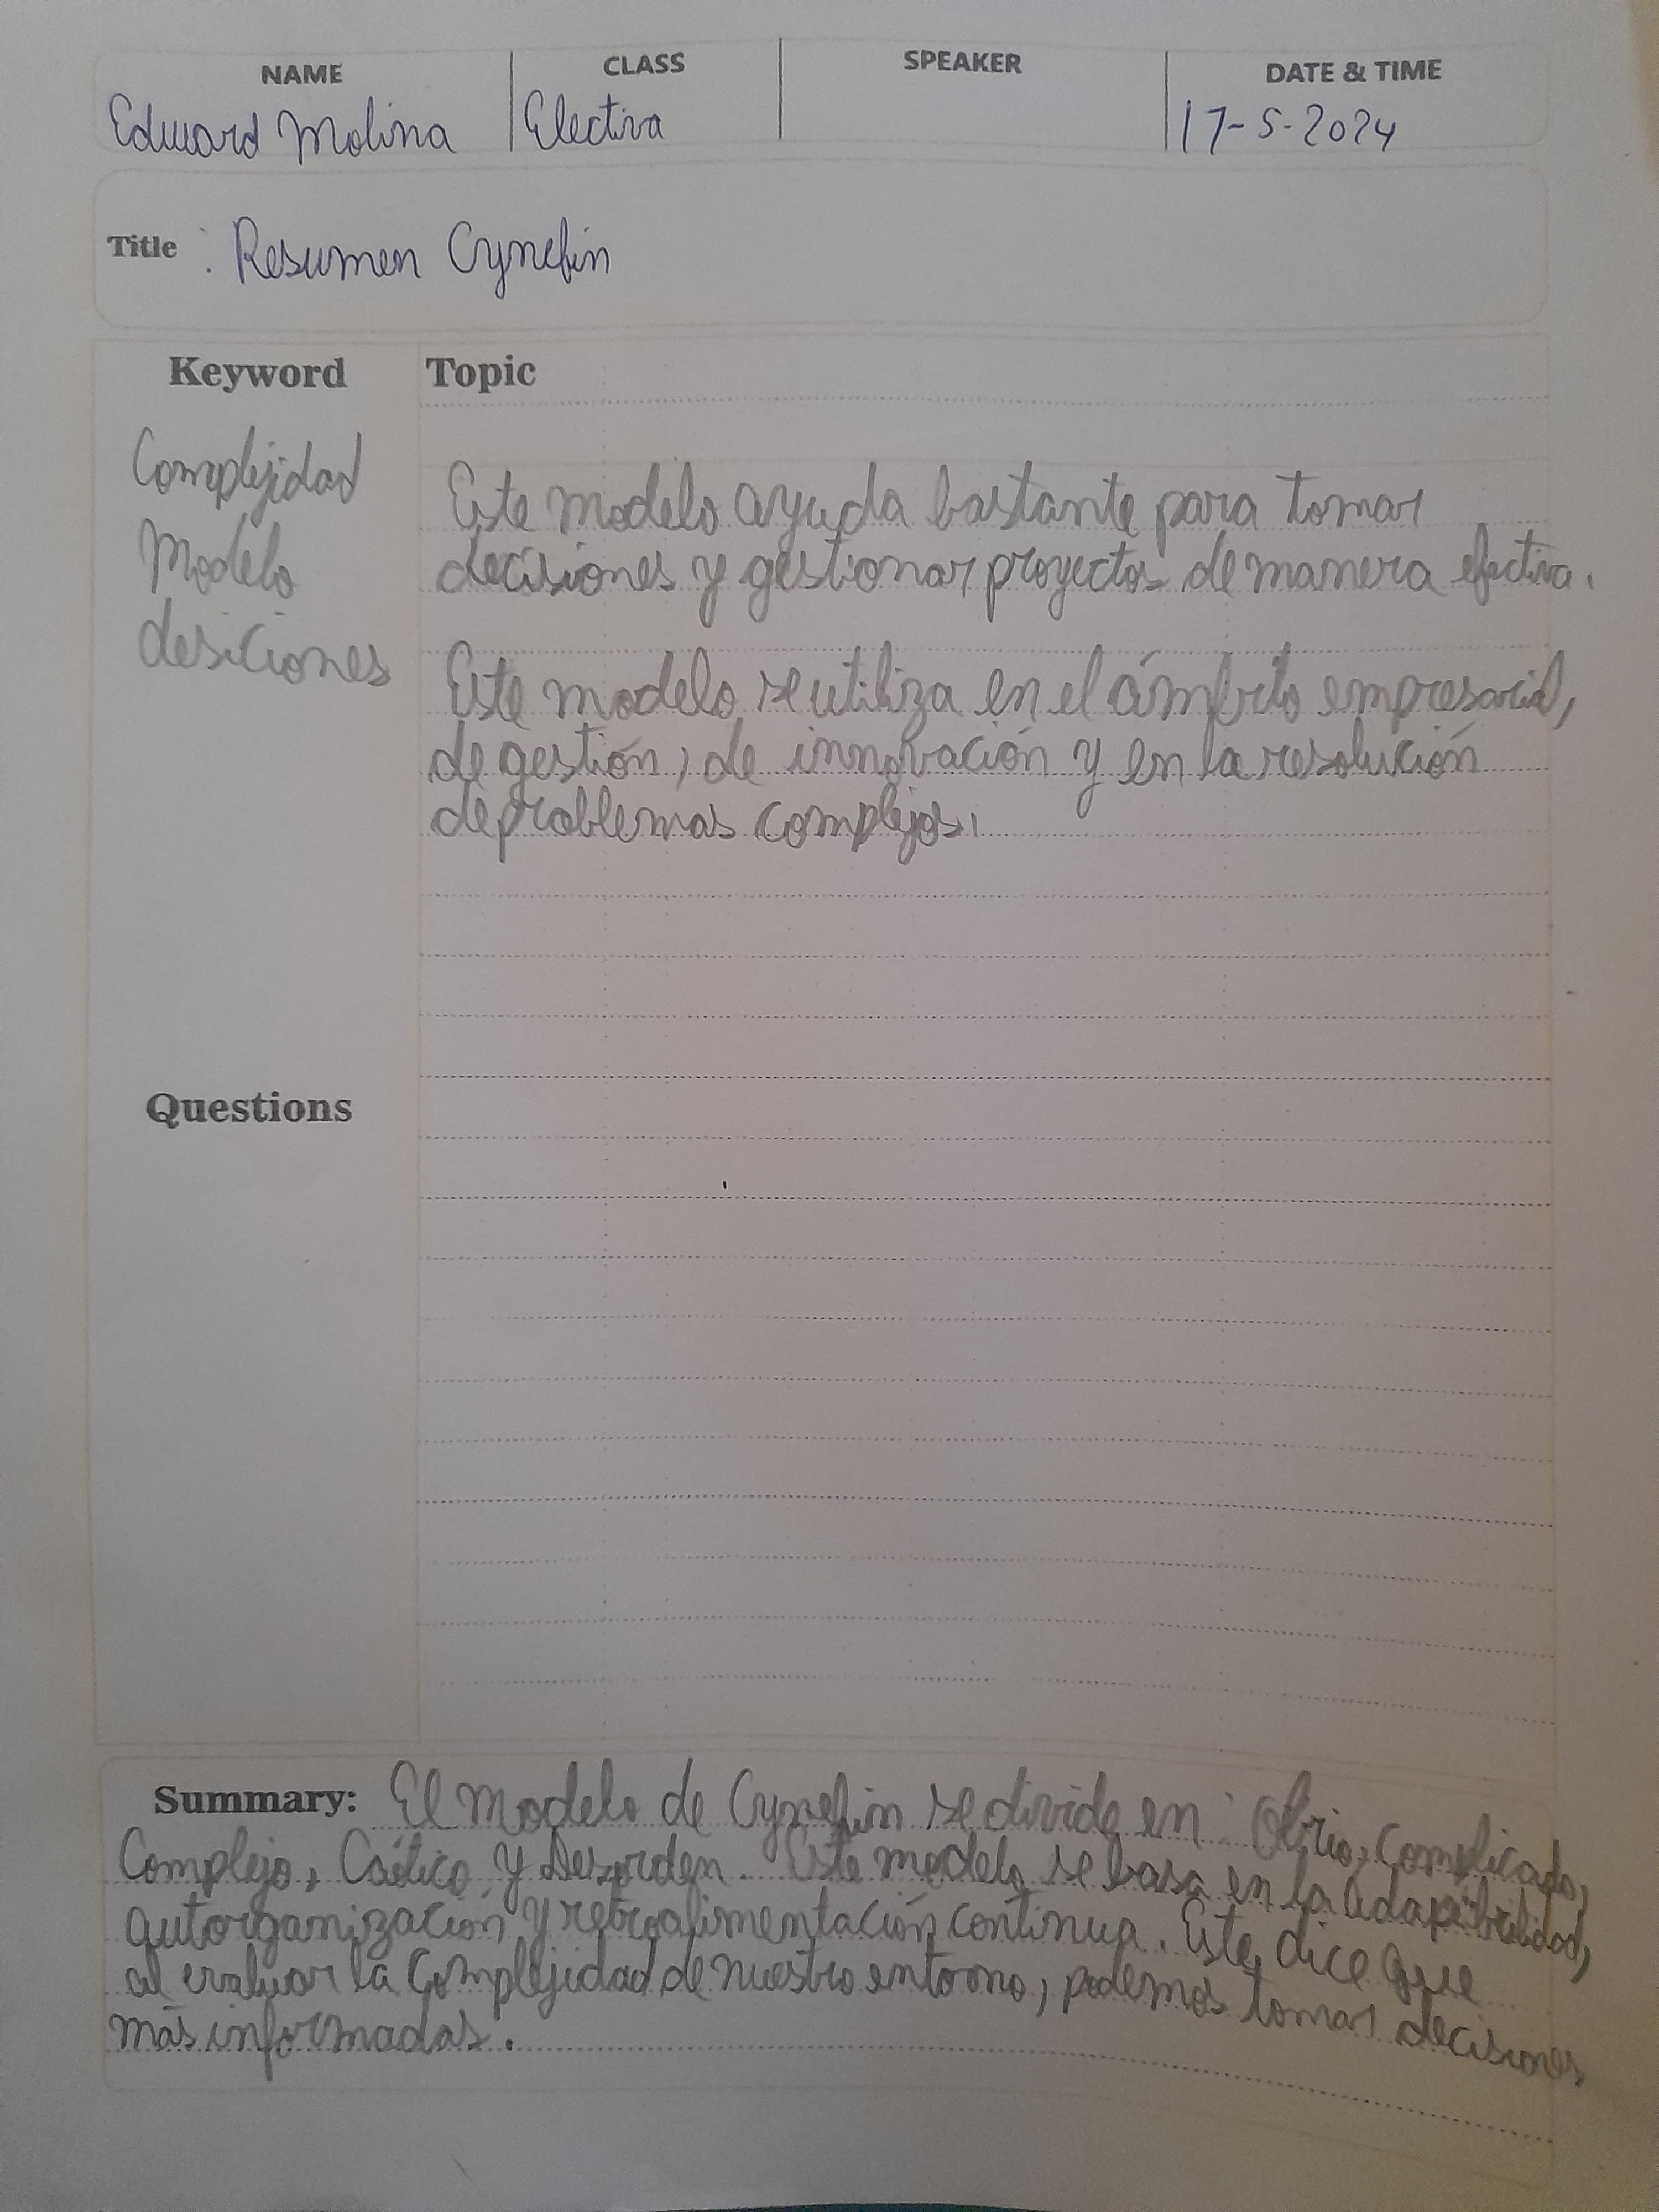 NAME CLASS SPEAKER DATE & TIME
Edward Molina Electiva 17-5-2024
Title : Resumen Cynefin
Keyword Topic
Complejidad
Modelo
desiciones
Este modelo ayuda bastante para tomar
decisiones y gestionar proyectos de manera efectiva.
Este modelo se utiliza en el ámbito empresarial,
de gestión, de innovación y en la resolución
de problemas complejos.
Questions
Summary: El Modelo de Cynefin se divide en : Obvio, Complicado,
Complejo, Caótico y Desorden. Este modelo se basa en la adaptibilidad,
autorganización y retroalimentación continua. Este dice que
al evaluar la Complejidad de nuestro entorno, podemos tomar decisiones
más informadas.